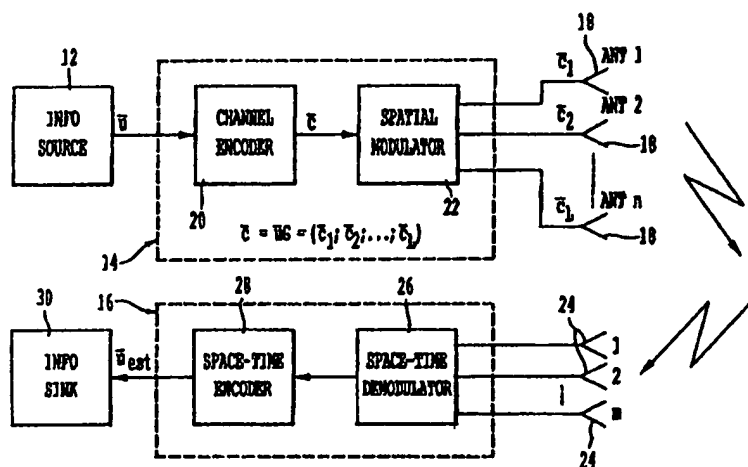 12
INFO
SOURCE
ū
CHANNEL
ENCODER
20
c̄
SPATIAL
MODULATOR
22
c̄ = ūG = (c̄1; c̄2;...; c̄L)
14
c̄1
18
ANT 1
c̄2
ANT 2
18
c̄L
ANT n
18
16
30
INFO
SINK
ūest
28
SPACE-TIME
ENCODER
26
SPACE-TIME
DEMODULATOR
24
1
2
m
24